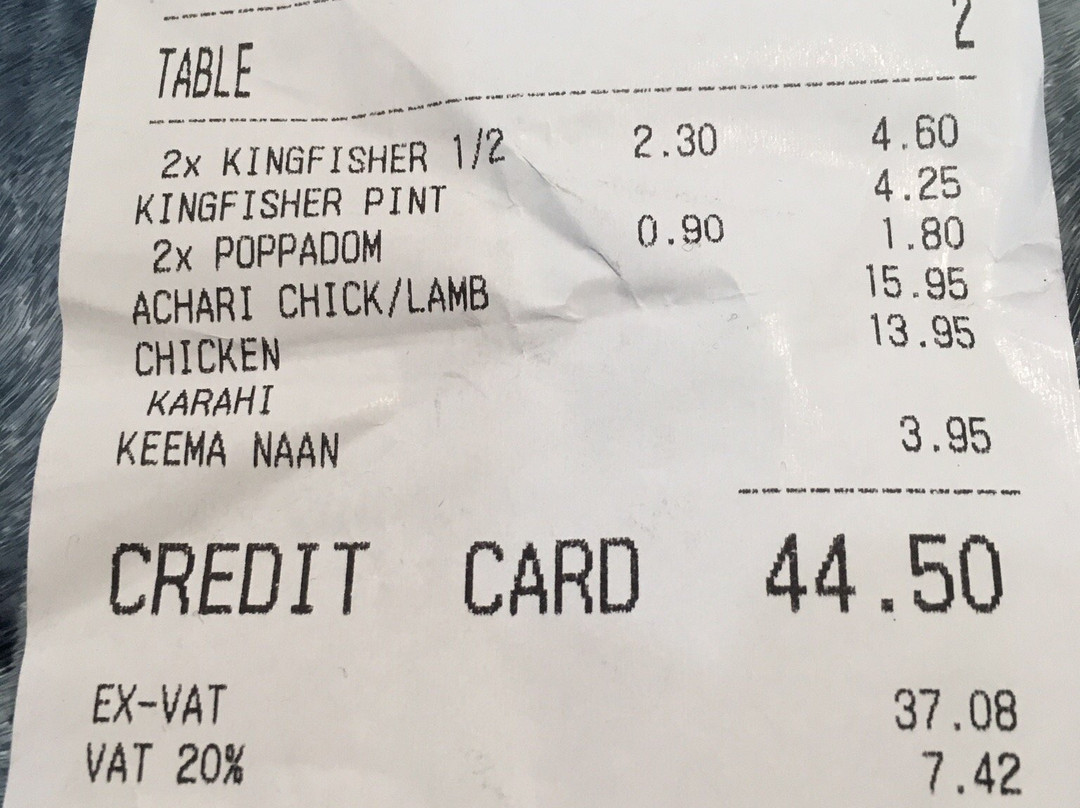 TABLE 2
2x KINGFISHER 1/2 2.30 4.60
KINGFISHER PINT 4.25
2x POPPADOM 0.90 1.80
ACHARI CHICK/LAMB 15.95
CHICKEN 13.95
KARAHI
KEEMA NAAN 3.95
CREDIT CARD 44.50
EX-VAT 37.08
VAT 20% 7.42